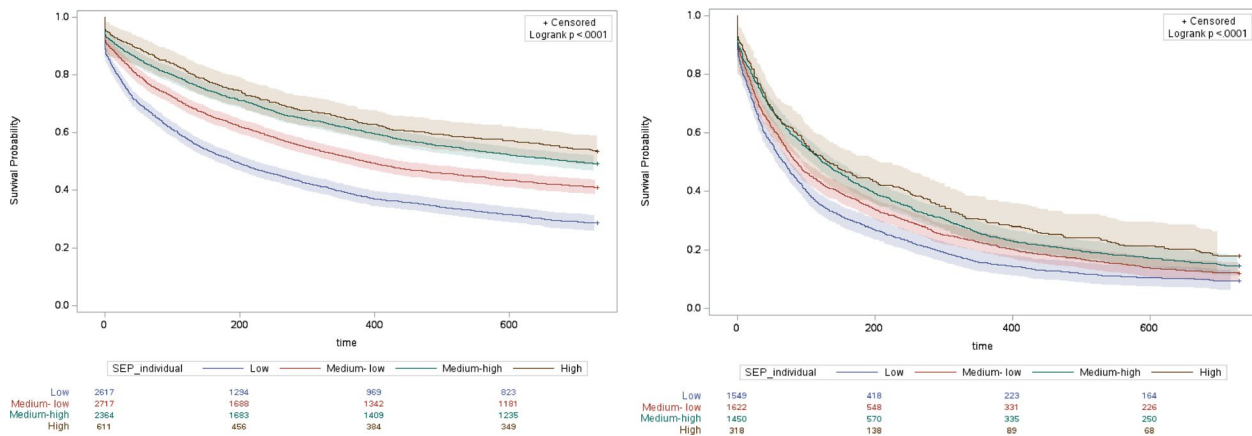 + Censored
Logrank p <.0001
1.0
0.8
0.6
0.4
0.2
0.0
Survival Probability
0 200 400 600
time
SEP_individual Low Medium- low Medium-high High
Low 2617 1294 969 823
Medium- low 2717 1688 1342 1181
Medium-high 2364 1683 1409 1235
High 611 456 384 349
+ Censored
Logrank p <.0001
1.0
0.8
0.6
0.4
0.2
0.0
Survival Probability
0 200 400 600
time
SEP_individual Low Medium- low Medium-high High
Low 1549 418 223 164
Medium- low 1622 548 331 226
Medium-high 1450 570 335 250
High 318 138 89 68